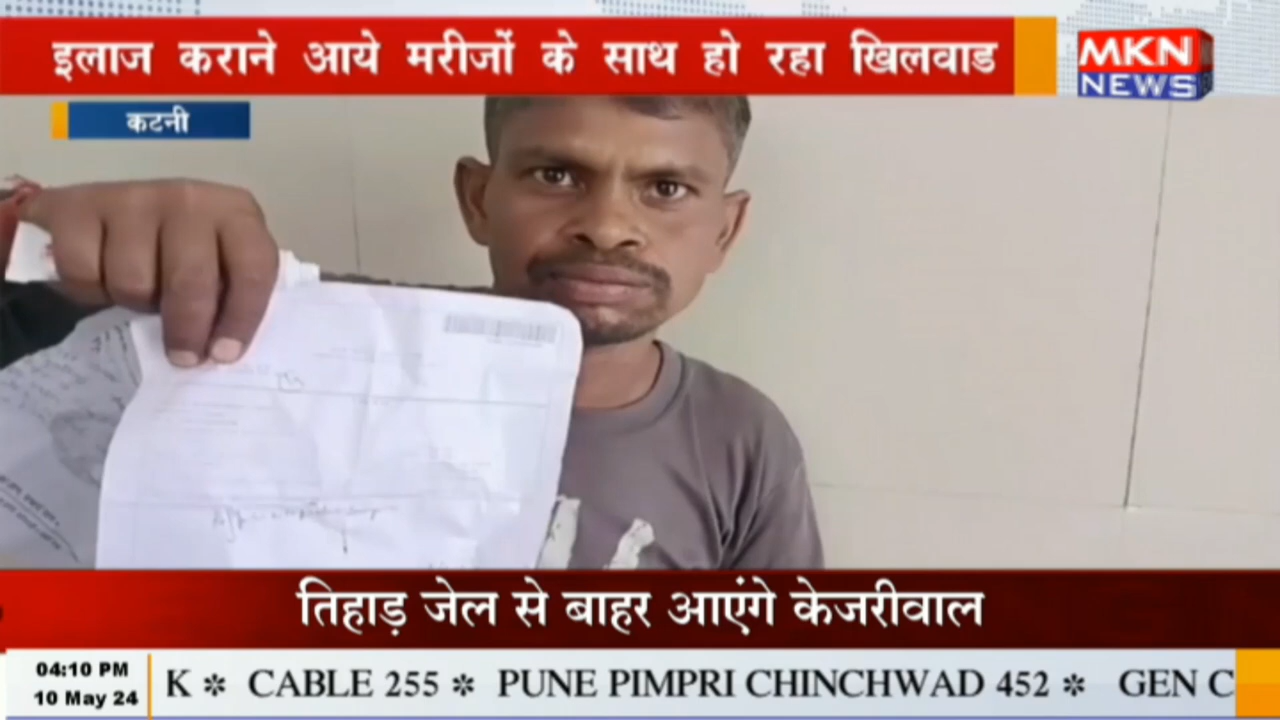 इलाज कराने आये मरीजों के साथ हो रहा खिलवाड
MKN
NEWS
कटनी
तिहाड़ जेल से बाहर आएंगे केजरीवाल
04:10 PM
10 May 24
K ✻ CABLE 255 ✻ PUNE PIMPRI CHINCHWAD 452 ✻ GEN C